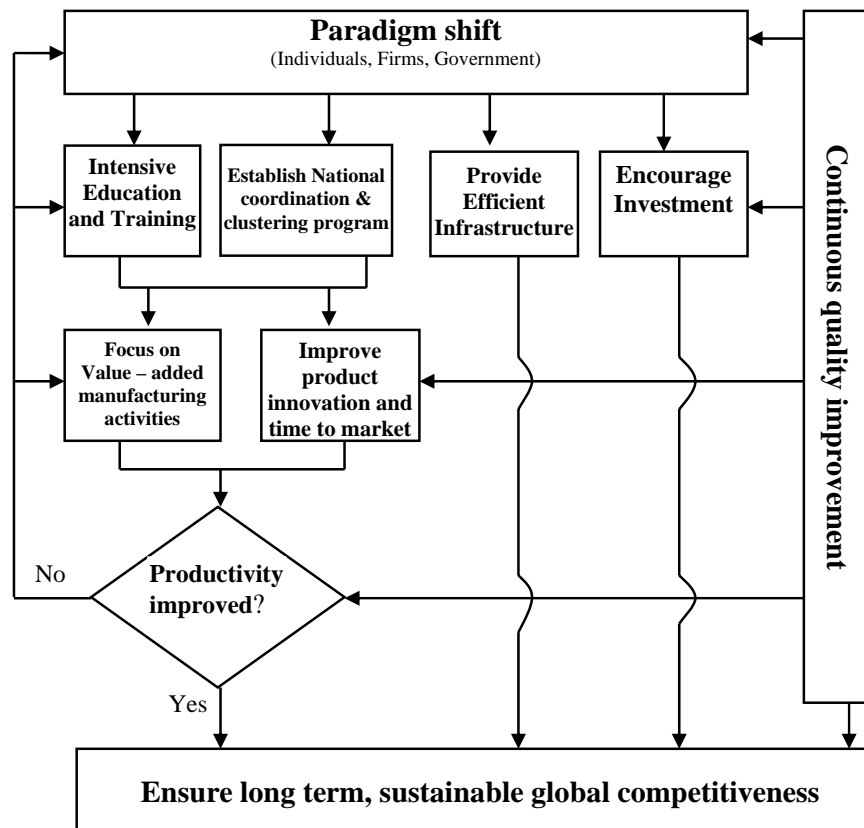 Paradigm shift
(Individuals, Firms, Government)
Intensive
Education
and Training
Establish National
coordination &
clustering program
Provide
Efficient
Infrastructure
Encourage
Investment
Continuous quality improvement
Focus on
Value – added
manufacturing
activities
Improve
product
innovation and
time to market
No
Productivity
improved?
Yes
Ensure long term, sustainable global competitiveness